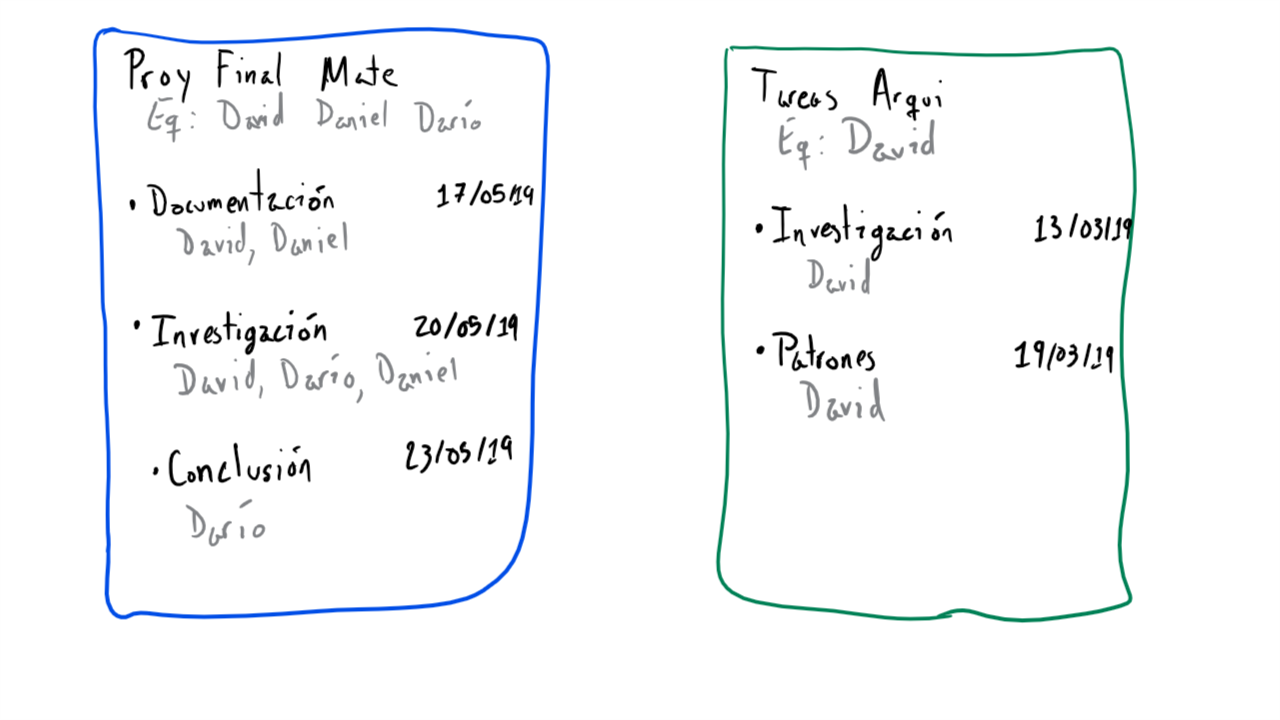 Proy Final Mate
Eq: David Daniel Darío
• Documentación 17/05/19
David, Daniel
• Investigación 20/05/19
David, Darío, Daniel
• Conclusión 23/05/19
Darío
Tareas Arqui
Eq: David
• Investigación 13/03/19
David
• Patrones 19/03/19
David